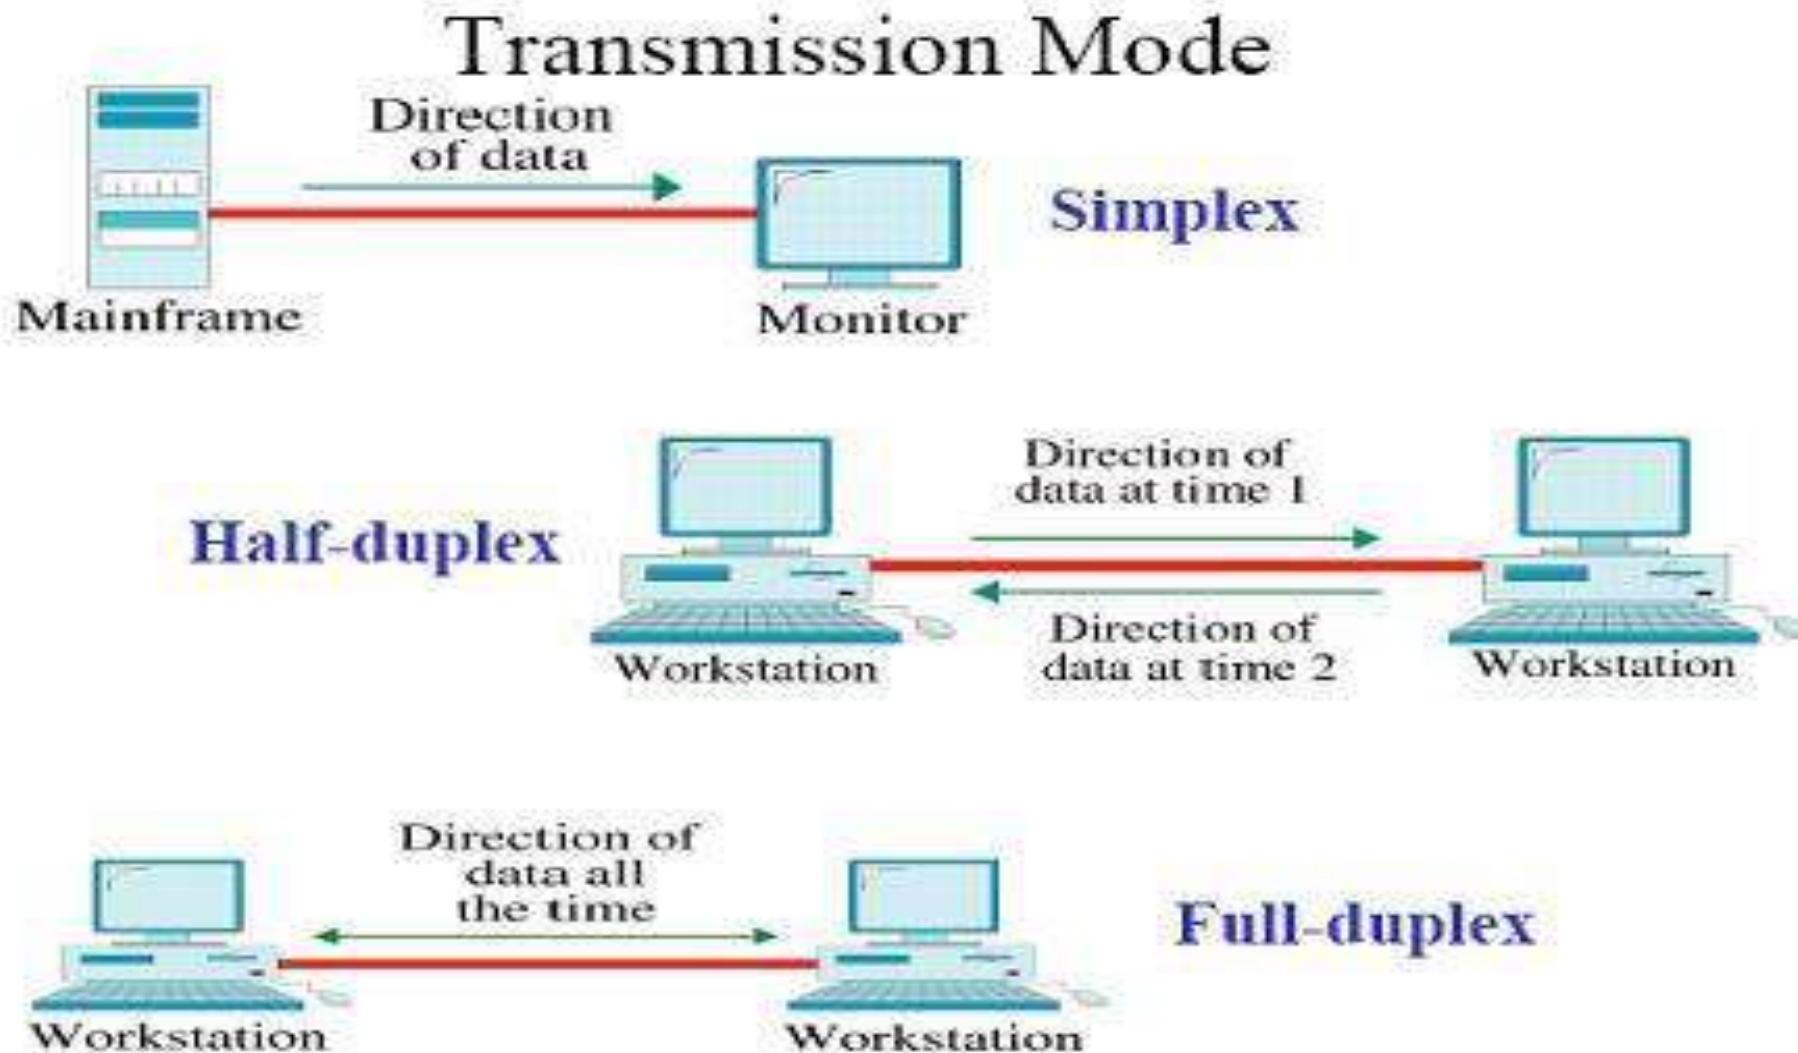 Transmission Mode
Direction
of data
Simplex
Mainframe
Monitor
Half-duplex
Direction of
data at time 1
Direction of
data at time 2
Workstation
Workstation
Direction of
data all
the time
Full-duplex
Workstation
Workstation